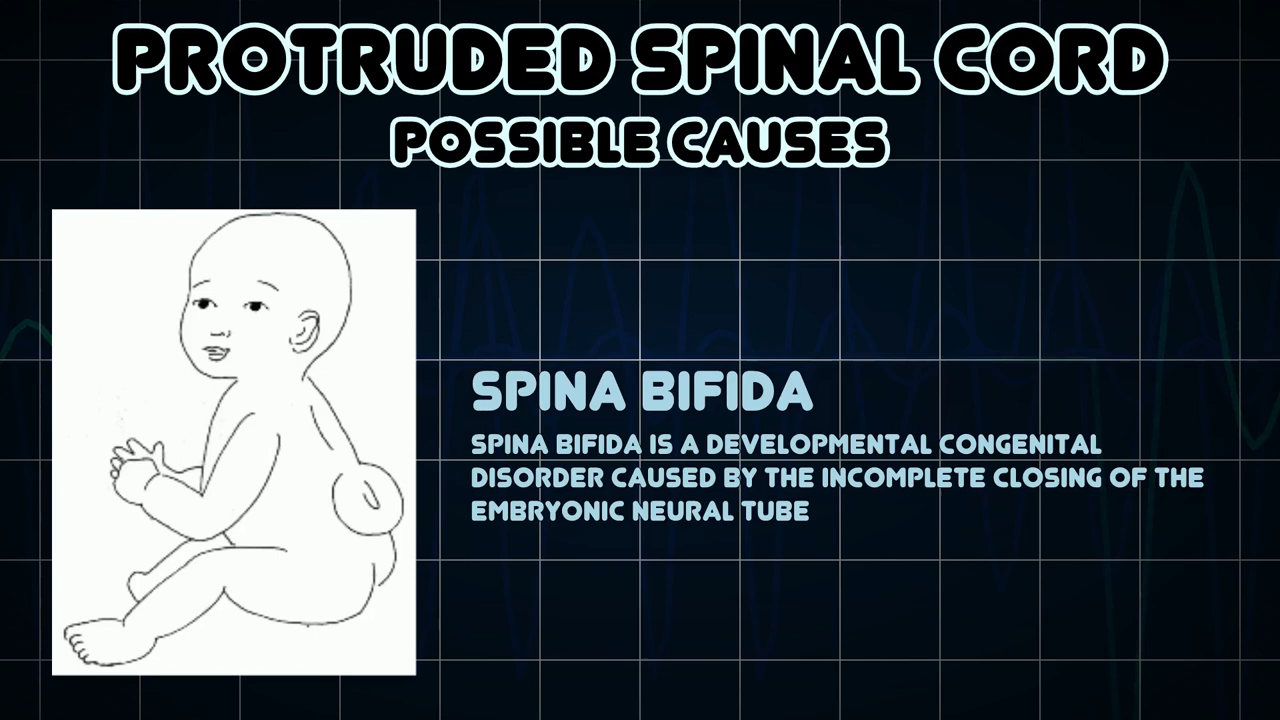 PROTRUDED SPINAL CORD
POSSIBLE CAUSES
SPINA BIFIDA
SPINA BIFIDA IS A DEVELOPMENTAL CONGENITAL
DISORDER CAUSED BY THE INCOMPLETE CLOSING OF THE
EMBRYONIC NEURAL TUBE